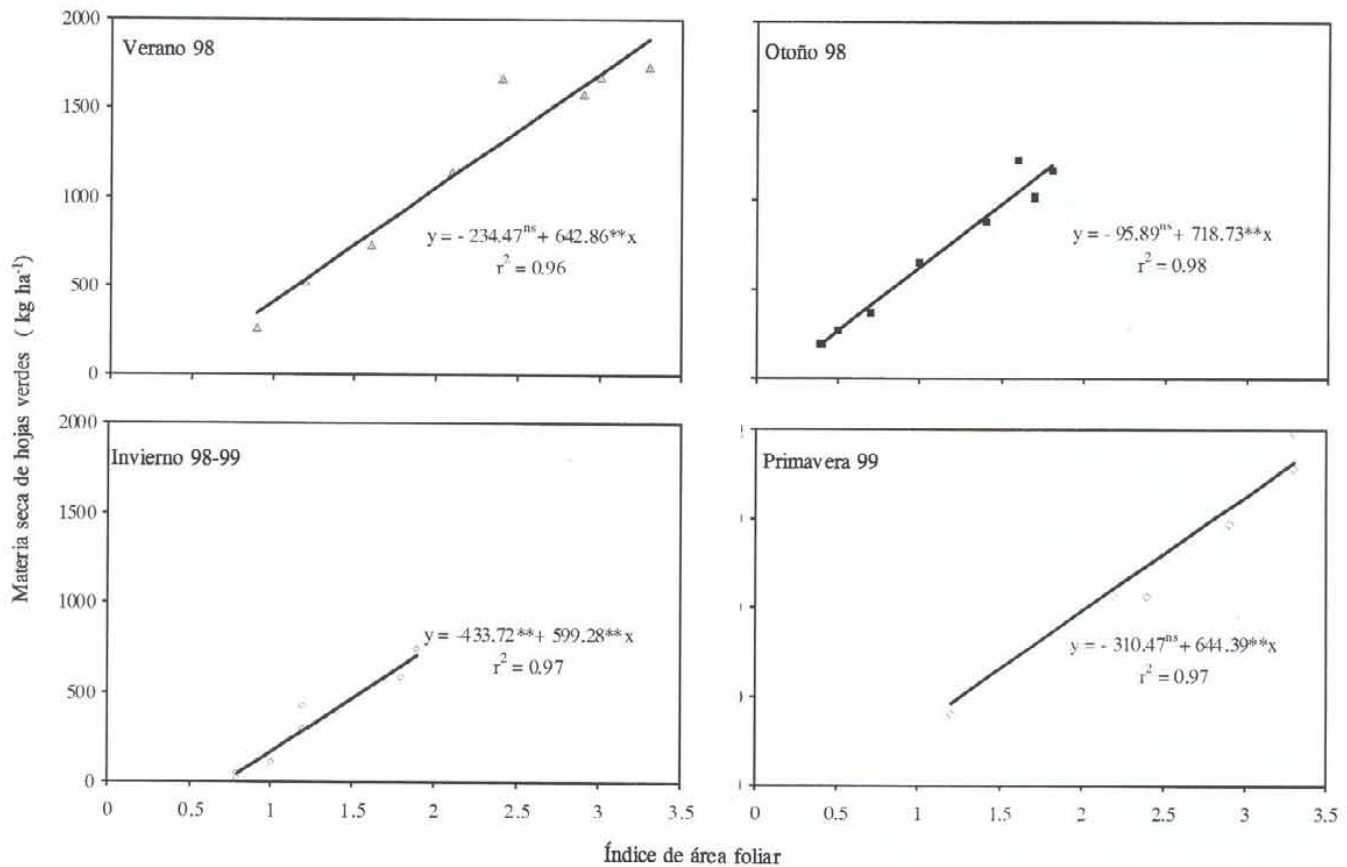 2000
1500
1000
500
0
Verano 98
y = - 234.47ⁿˢ + 642.86**x
r² = 0.96
Otoño 98
y = - 95.89ⁿˢ + 718.73**x
r² = 0.98
Materia seca de hojas verdes ( kg ha⁻¹)
2000
1500
1000
500
0
Invierno 98-99
y = -433.72** + 599.28**x
r² = 0.97
0 0.5 1 1.5 2 2.5 3 3.5
Primavera 99
y = - 310.47ⁿˢ + 644.39**x
r² = 0.97
0 0.5 1 1.5 2 2.5 3 3.5
Índice de área foliar